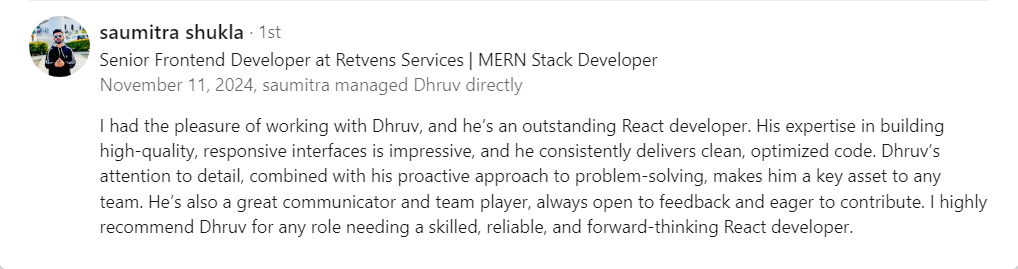 saumitra shukla · 1st
Senior Frontend Developer at Retvens Services | MERN Stack Developer
November 11, 2024, saumitra managed Dhruv directly
I had the pleasure of working with Dhruv, and he’s an outstanding React developer. His expertise in building
high-quality, responsive interfaces is impressive, and he consistently delivers clean, optimized code. Dhruv’s
attention to detail, combined with his proactive approach to problem-solving, makes him a key asset to any
team. He’s also a great communicator and team player, always open to feedback and eager to contribute. I highly
recommend Dhruv for any role needing a skilled, reliable, and forward-thinking React developer.